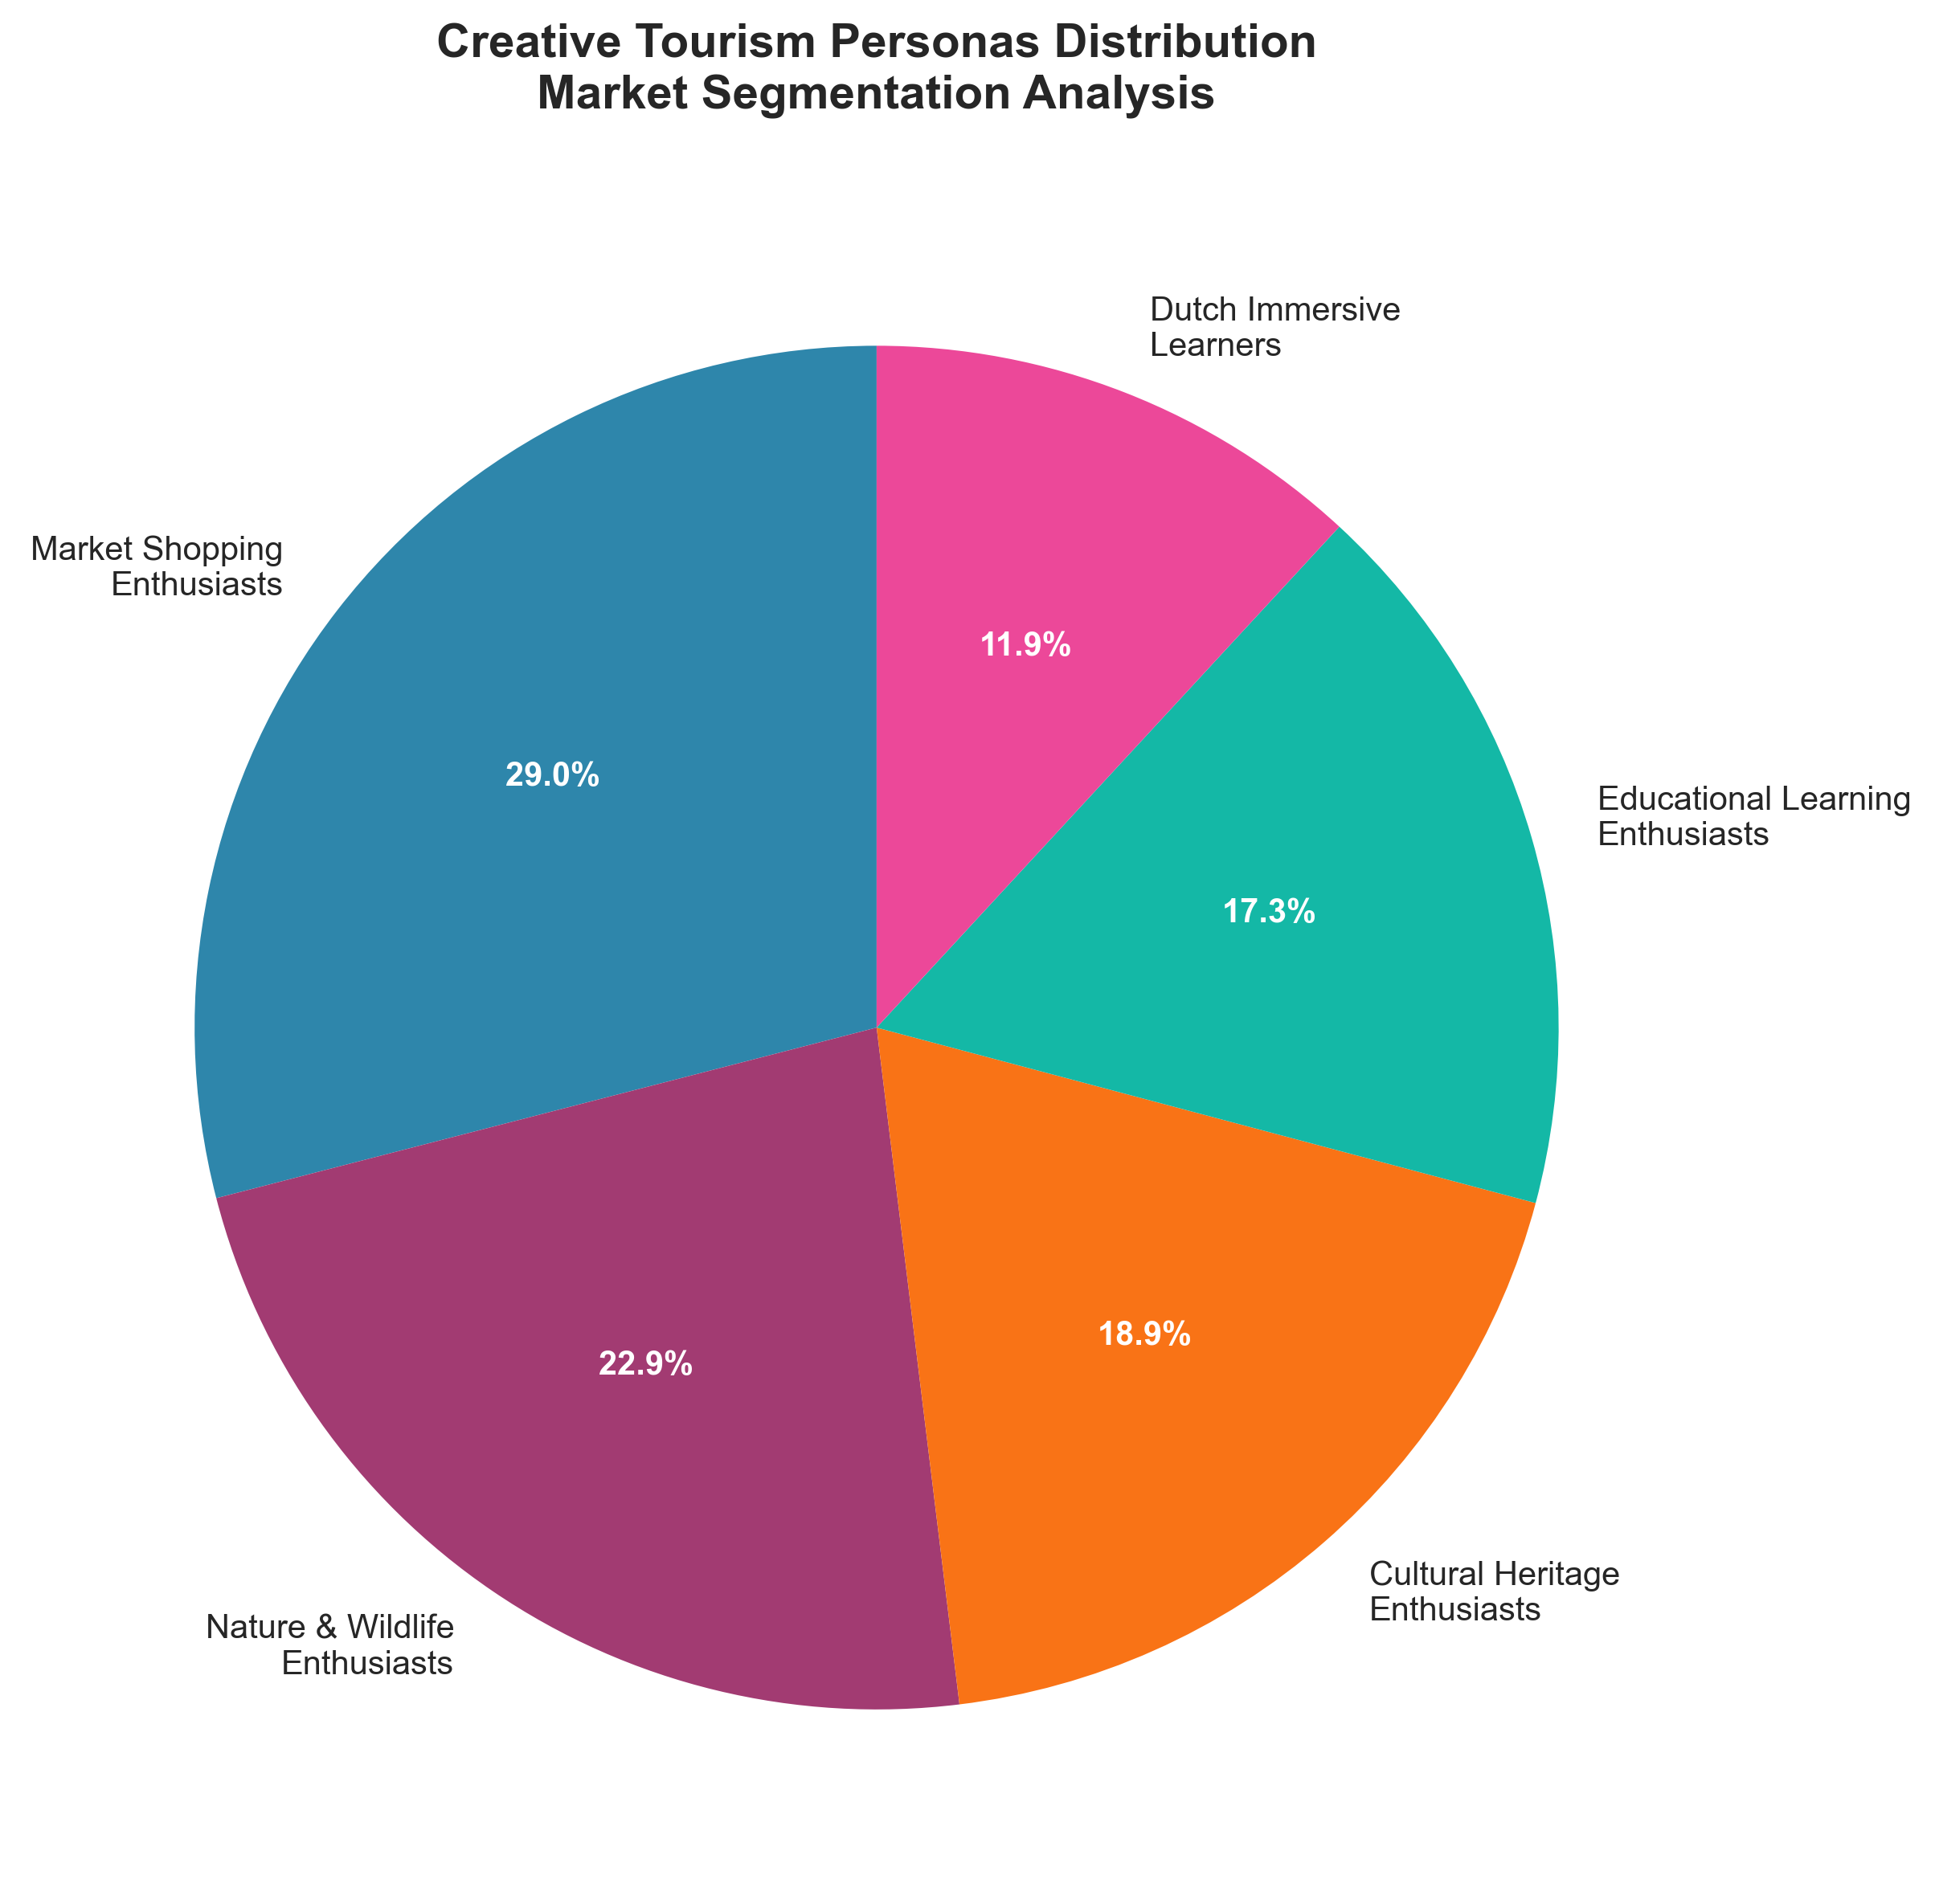 Creative Tourism Personas Distribution
Market Segmentation Analysis
Dutch Immersive
Learners
Market Shopping
Enthusiasts
11.9%
29.0%
Educational Learning
Enthusiasts
17.3%
18.9%
22.9%
Cultural Heritage
Enthusiasts
Nature & Wildlife
Enthusiasts